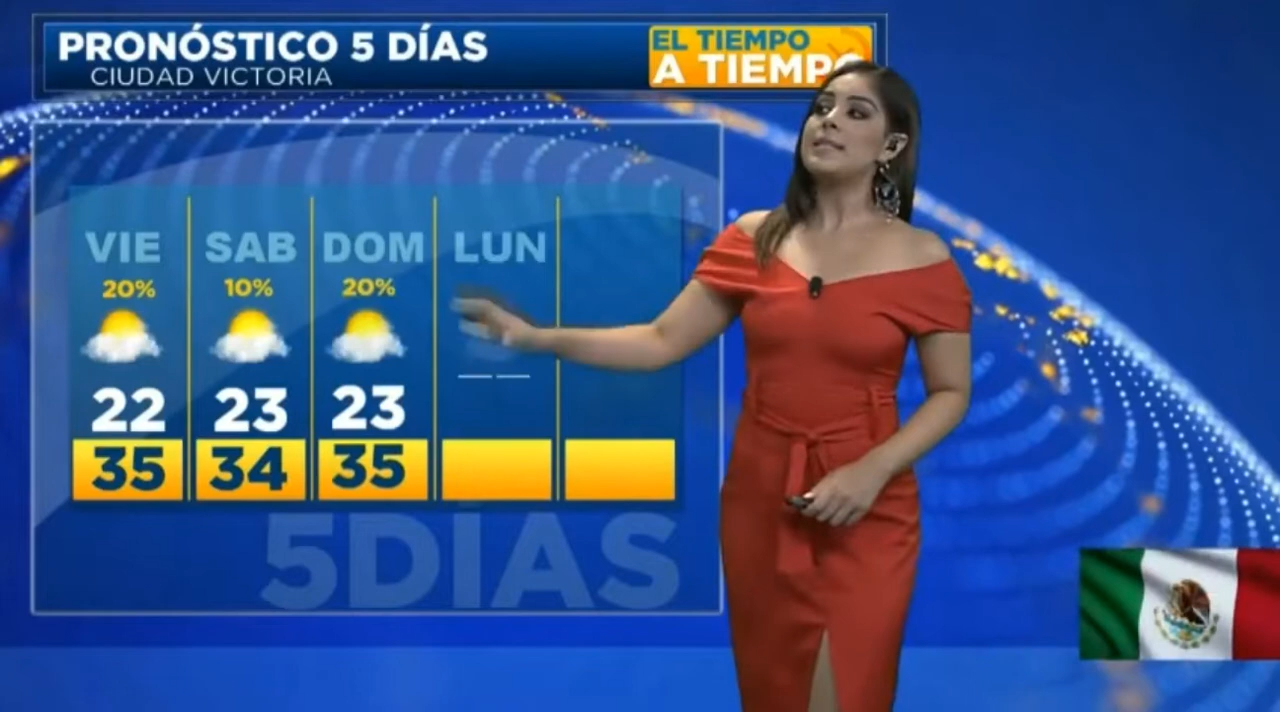 PRONÓSTICO 5 DÍAS
CIUDAD VICTORIA
EL TIEMPO
A TIEMPO
VIE SAB DOM LUN
20% 10% 20%
22 23 23
35 34 35
5DÍAS